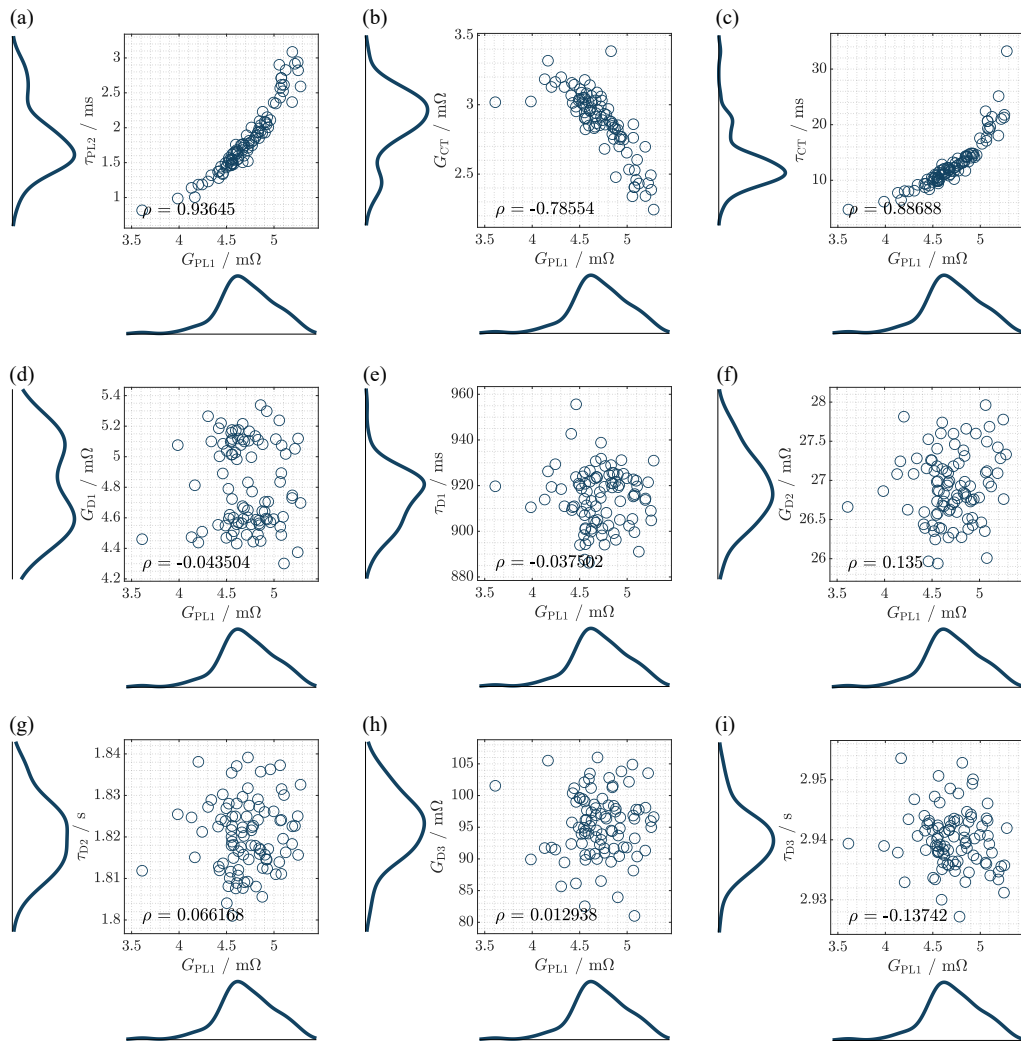 (a)
(b)
(c)
3
2.5
2
1.5
1
τPL2 / ms
ρ = 0.93645
3.5
4
4.5
5
GPL1 / mΩ
3.5
3
2.5
GCT / mΩ
ρ = -0.78554
3.5
4
4.5
5
GPL1 / mΩ
30
20
10
τCT / ms
ρ = 0.88688
3.5
4
4.5
5
GPL1 / mΩ
(d)
(e)
(f)
5.4
5.2
5
4.8
4.6
4.4
4.2
GD1 / mΩ
ρ = -0.043504
3.5
4
4.5
5
GPL1 / mΩ
960
940
920
900
880
τD1 / ms
ρ = -0.037502
3.5
4
4.5
5
GPL1 / mΩ
28
27.5
27
26.5
26
GD2 / mΩ
ρ = 0.135
3.5
4
4.5
5
GPL1 / mΩ
(g)
(h)
(i)
1.84
1.83
1.82
1.81
1.8
τD2 / s
ρ = 0.066168
3.5
4
4.5
5
GPL1 / mΩ
105
100
95
90
85
80
GD3 / mΩ
ρ = 0.012938
3.5
4
4.5
5
GPL1 / mΩ
2.95
2.94
2.93
τD3 / s
ρ = -0.13742
3.5
4
4.5
5
GPL1 / mΩ